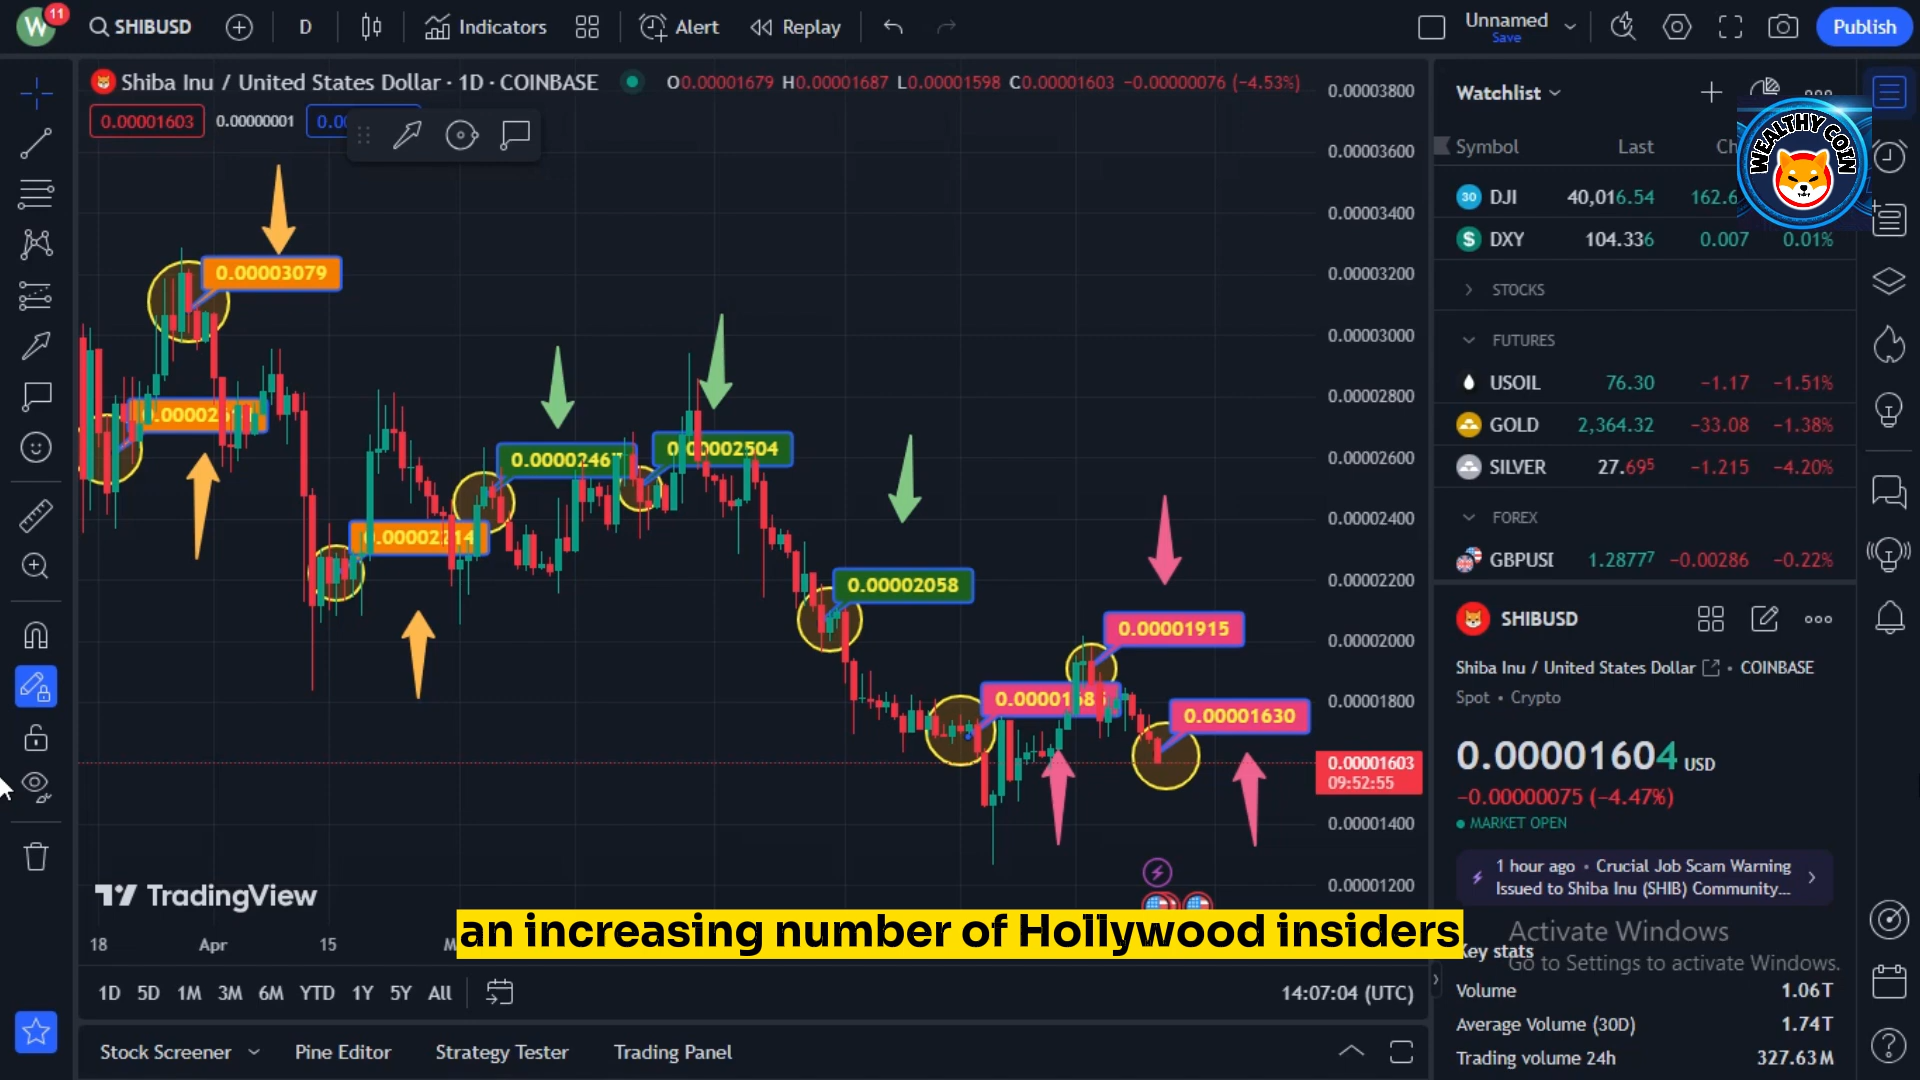 W
11
SHIBUSD
D
Indicators
Alert
Replay
Unnamed
Save
Publish
Shiba Inu / United States Dollar · 1D · COINBASE
O0.00001679 H0.00001687 L0.00001598 C0.00001603 −0.00000076 (−4.53%)
0.00001603
0.00000001
0.00003800
0.00003600
0.00003400
0.00003200
0.00003000
0.00002800
0.00002600
0.00002400
0.00002200
0.00002000
0.00001800
0.00001603
09:52:55
0.00001400
0.00001200
0.00003079
0.00002214
0.00002467
0.00002504
0.00002058
0.00001915
0.00001630
TradingView
18
Apr
15
an increasing number of Hollywood insiders
1D 5D 1M 3M 6M YTD 1Y 5Y All
14:07:04 (UTC)
Stock Screener
Pine Editor
Strategy Tester
Trading Panel
Watchlist
WEALTHY COIN
Symbol Last
30 DJI 40,016.54
$ DXY 104.336 0.007 0.01%
STOCKS
FUTURES
USOIL 76.30 −1.17 −1.51%
GOLD 2,364.32 −33.08 −1.38%
SILVER 27.695 −1.215 −4.20%
FOREX
1.28777 −0.00286 −0.22%
SHIBUSD
Shiba Inu / United States Dollar • COINBASE
Spot • Crypto
0.00001604 USD
−0.00000075 (−4.47%)
MARKET OPEN
1 hour ago • Crucial Job Scam Warning
Issued to Shiba Inu (SHIB) Community...
Activate Windows
Key stats
Go to Settings to activate Windows.
Volume 1.06T
Average Volume (30D) 1.74T
Trading volume 24h 327.63M